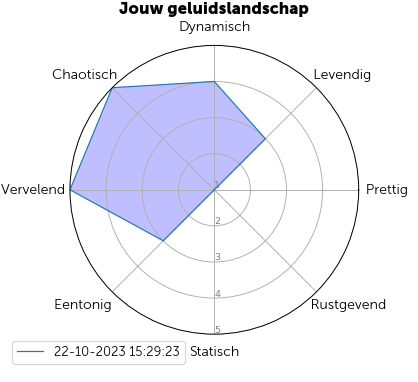 Jouw geluidslandschap
Dynamisch
Chaotisch
Levendig
Vervelend
1
Prettig
2
3
4
Eentonig
Rustgevend
5
22-10-2023 15:29:23
Statisch